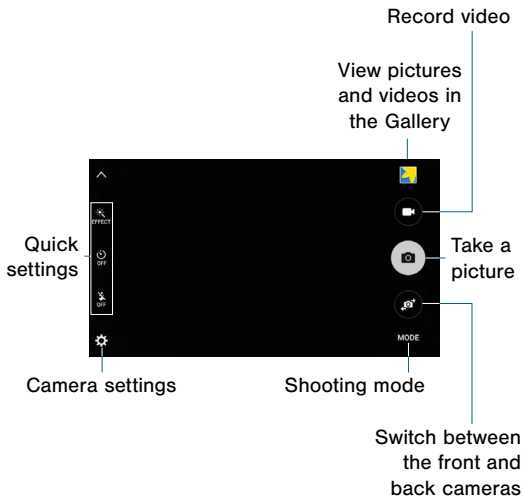 Record video
View pictures
and videos in
the Gallery
EFFECT
Quick
settings
OFF
OFF
Take a
picture
MODE
Camera settings
Shooting mode
Switch between
the front and
back cameras